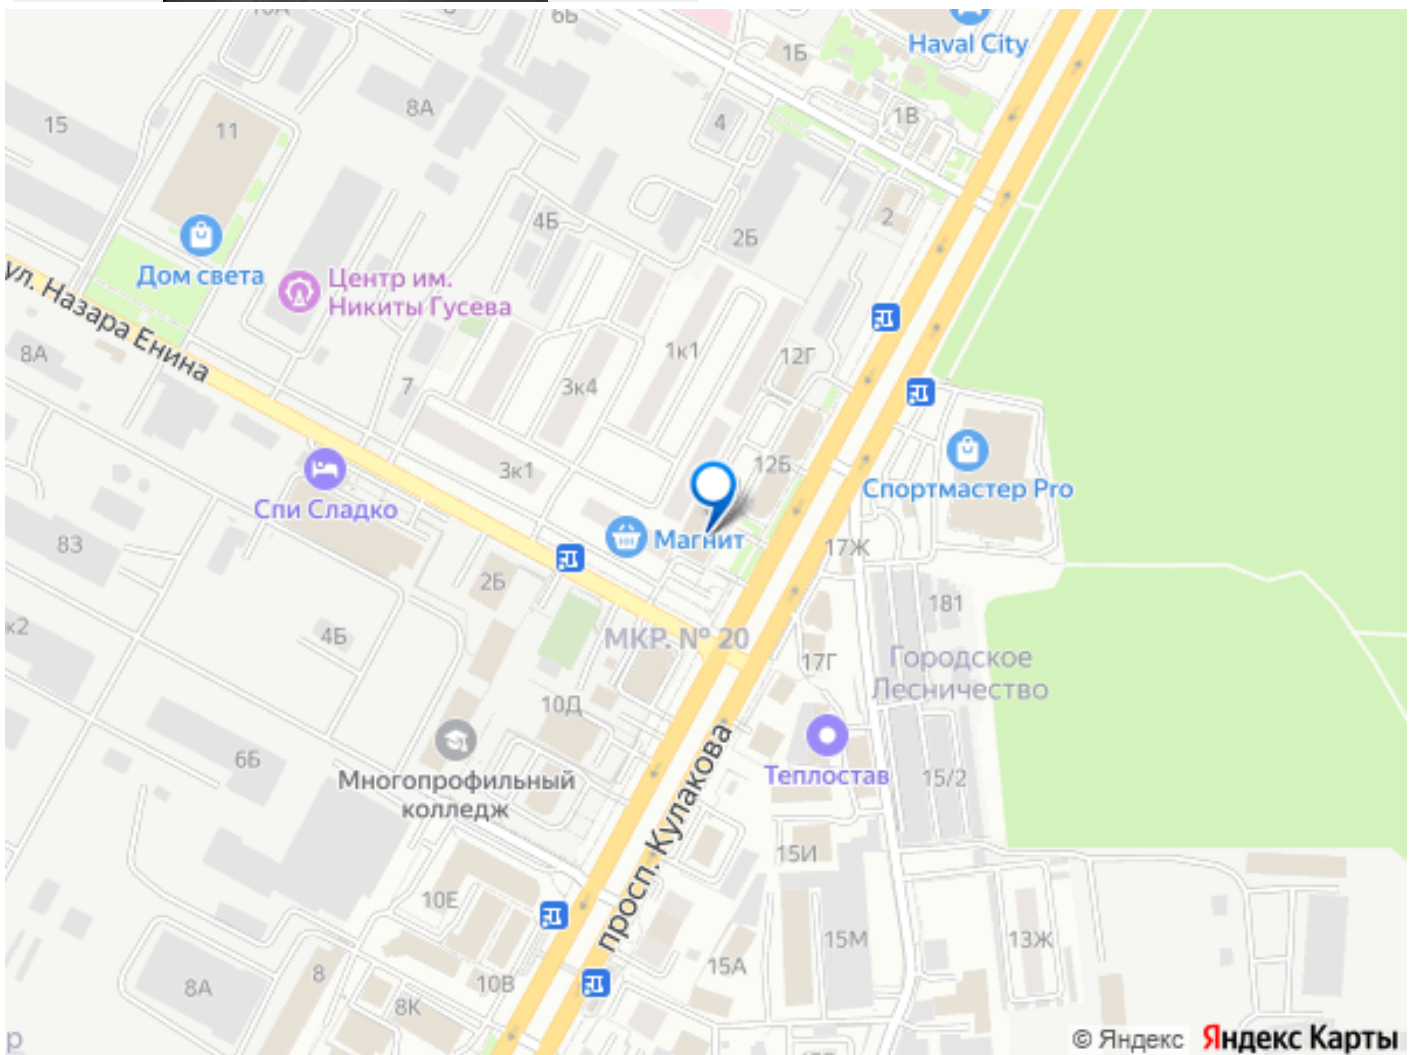 6Б
Haval City
1Б
8А
15
11
4
1В
4Б
2
2Б
Дом света
Центр им.
Никиты Гусева
ул. Назара Енина
8А
1к1
12Г
3к4
7
3к1
12Б
Спортмастер Pro
Спи Сладко
Магнит
83
17Ж
2Б
181
к2
4Б
МКР. № 20
17Г
Городское
Лесничество
10Д
просп. Кулакова
6Б
Многопрофильный
колледж
Теплостав
15/2
15И
10Е
15М
13Ж
15А
8А
8
10В
8К
р
© Яндекс Яндекс Карты